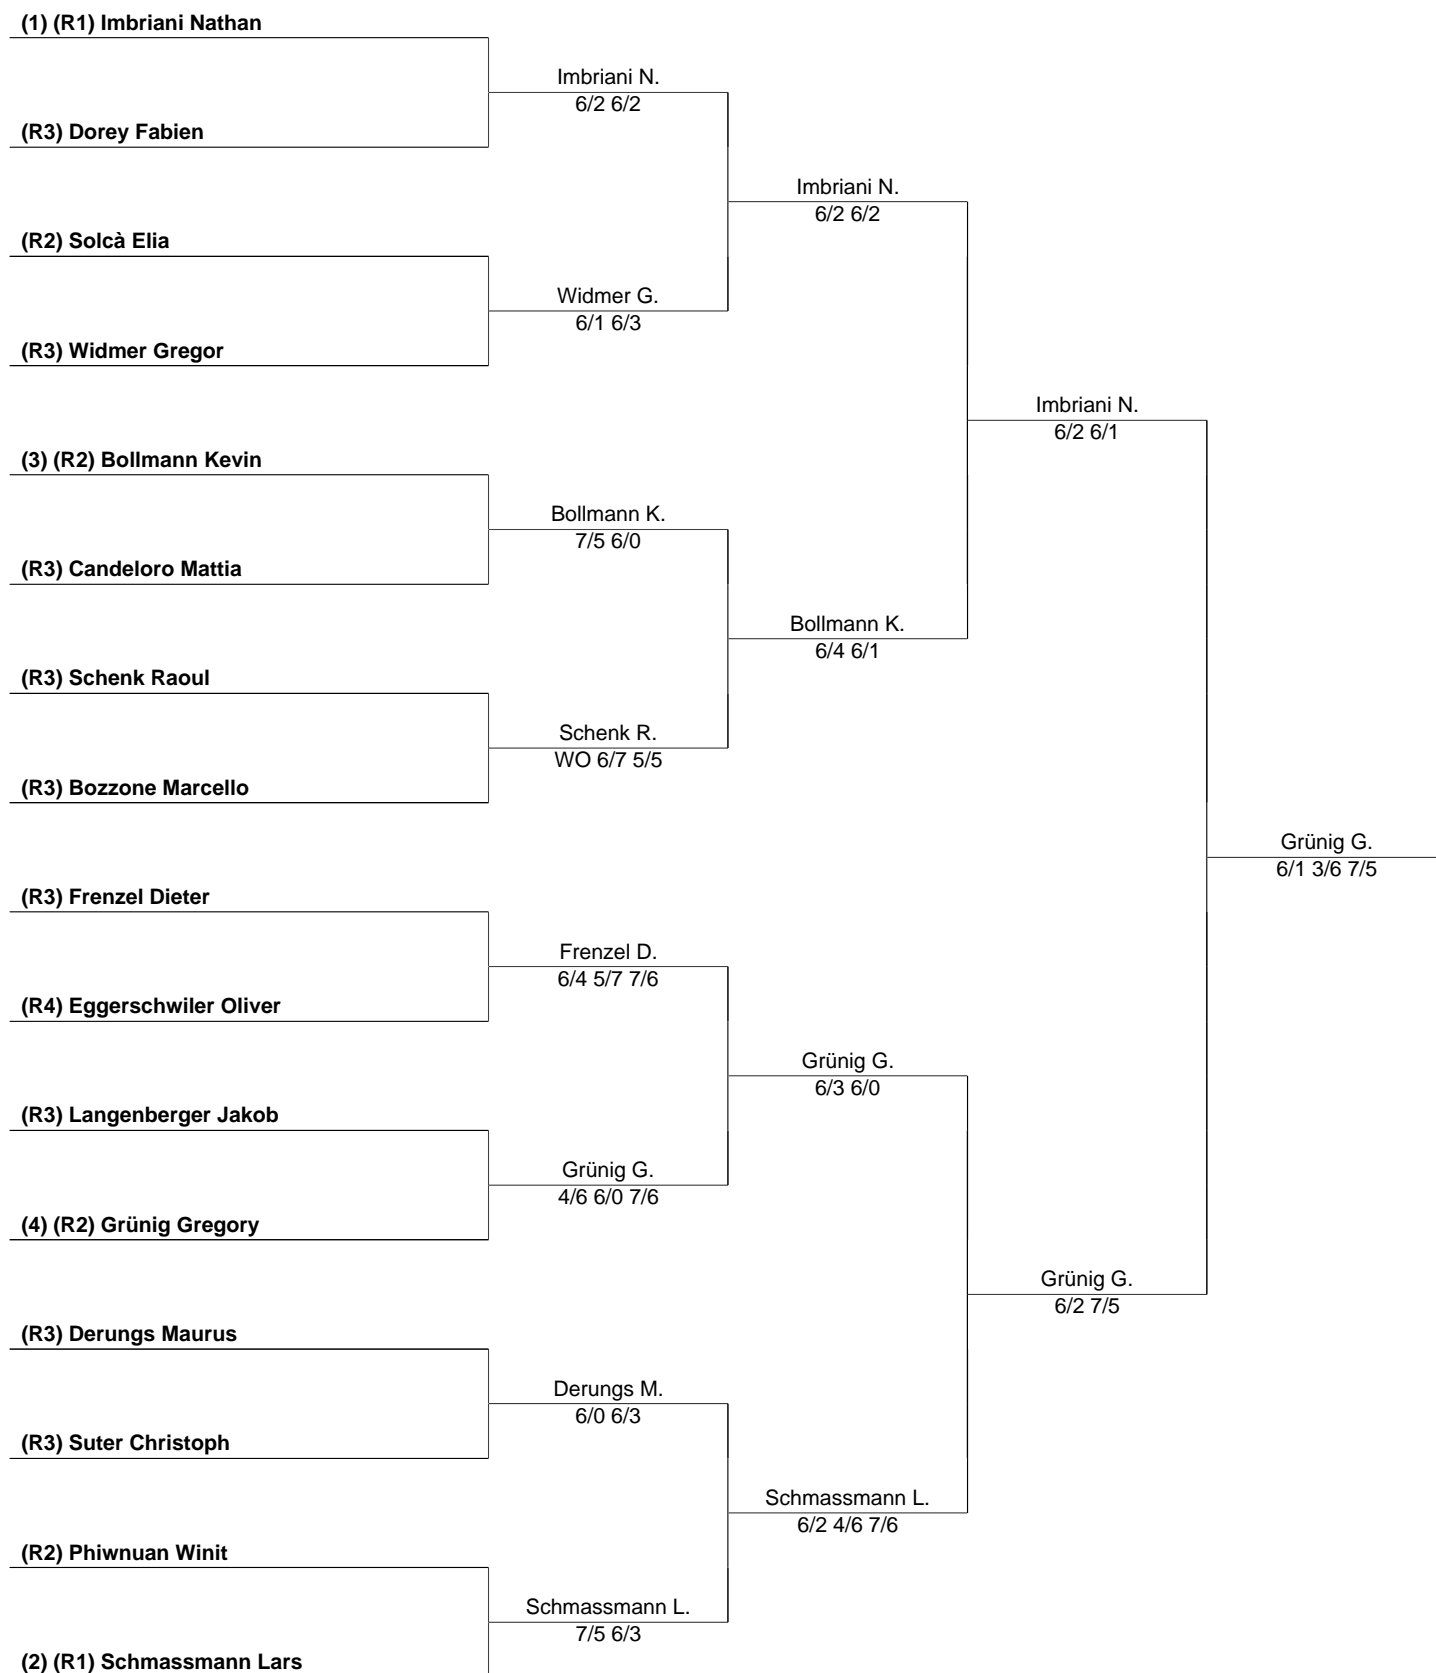 (1) (R1) Imbriani Nathan
Imbriani N.
6/2 6/2
(R3) Dorey Fabien
Imbriani N.
6/2 6/2
(R2) Solcà Elia
Widmer G.
6/1 6/3
(R3) Widmer Gregor
Imbriani N.
6/2 6/1
(3) (R2) Bollmann Kevin
Bollmann K.
7/5 6/0
(R3) Candeloro Mattia
Bollmann K.
6/4 6/1
(R3) Schenk Raoul
Schenk R.
WO 6/7 5/5
(R3) Bozzone Marcello
Grünig G.
6/1 3/6 7/5
(R3) Frenzel Dieter
Frenzel D.
6/4 5/7 7/6
(R4) Eggerschwiler Oliver
Grünig G.
6/3 6/0
(R3) Langenberger Jakob
Grünig G.
4/6 6/0 7/6
(4) (R2) Grünig Gregory
Grünig G.
6/2 7/5
(R3) Derungs Maurus
Derungs M.
6/0 6/3
(R3) Suter Christoph
Schmassmann L.
6/2 4/6 7/6
(R2) Phiwnuan Winit
Schmassmann L.
7/5 6/3
(2) (R1) Schmassmann Lars